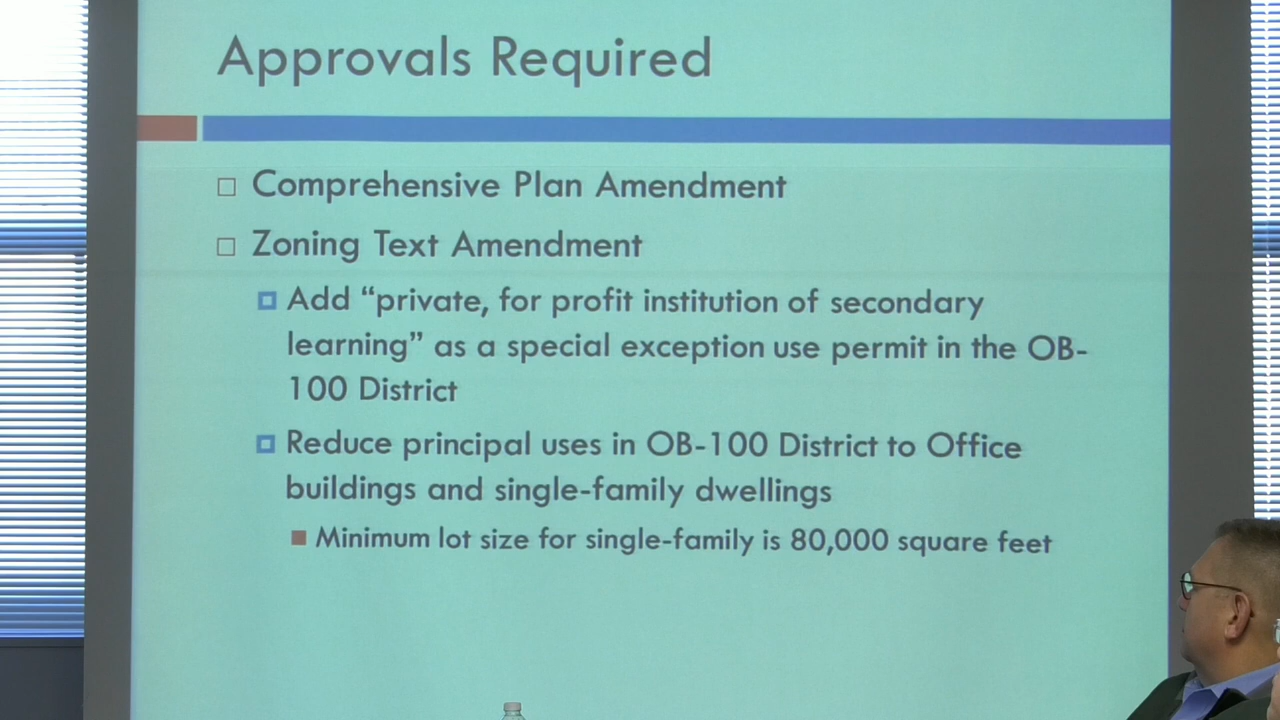 Approvals Required
Comprehensive Plan Amendment
Zoning Text Amendment
Add “private, for profit institution of secondary
learning” as a special exception use permit in the OB-
100 District
Reduce principal uses in OB-100 District to Office
buildings and single-family dwellings
Minimum lot size for single-family is 80,000 square feet